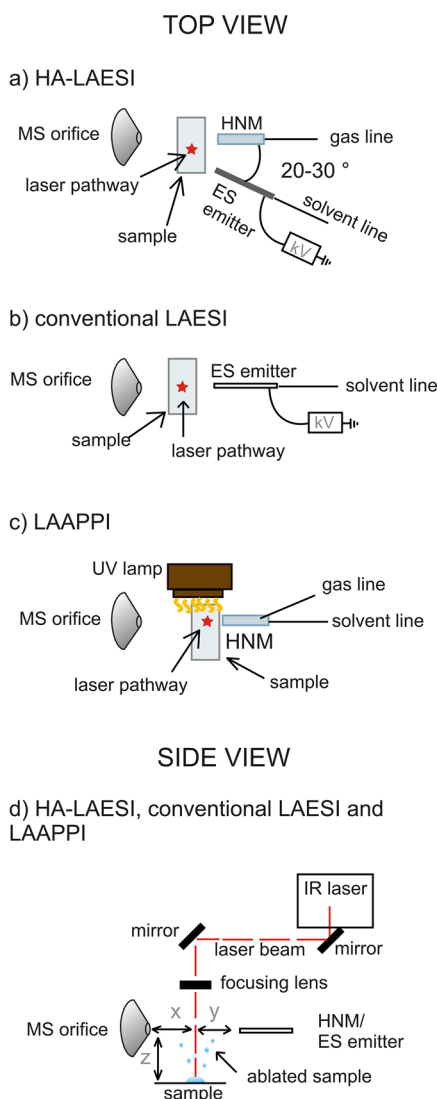 TOP VIEW
a) HA-LAESI
MS orifice
HNM
gas line
laser pathway
20-30 °
sample
ES
emitter
solvent line
kV
b) conventional LAESI
MS orifice
ES emitter
solvent line
sample
laser pathway
kV
c) LAAPPI
UV lamp
gas line
MS orifice
solvent line
HNM
laser pathway
sample
SIDE VIEW
d) HA-LAESI, conventional LAESI and
LAAPPI
IR laser
mirror
laser beam
mirror
focusing lens
x
y
MS orifice
HNM/
ES emitter
z
ablated sample
sample